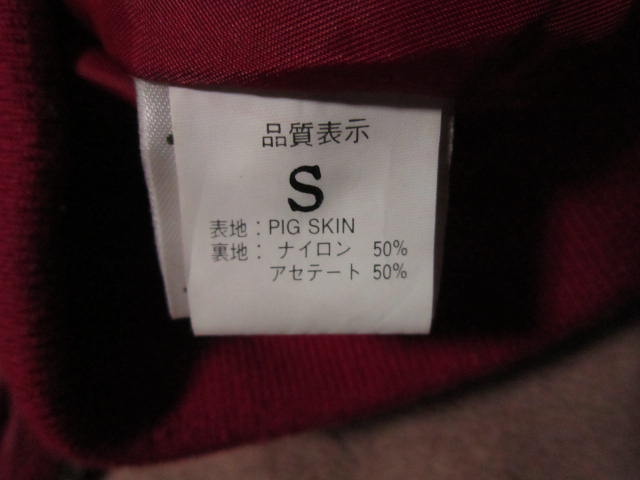 品質表示
S
表地：PIG SKIN
裏地： ナイロン 50%
アセテート 50%